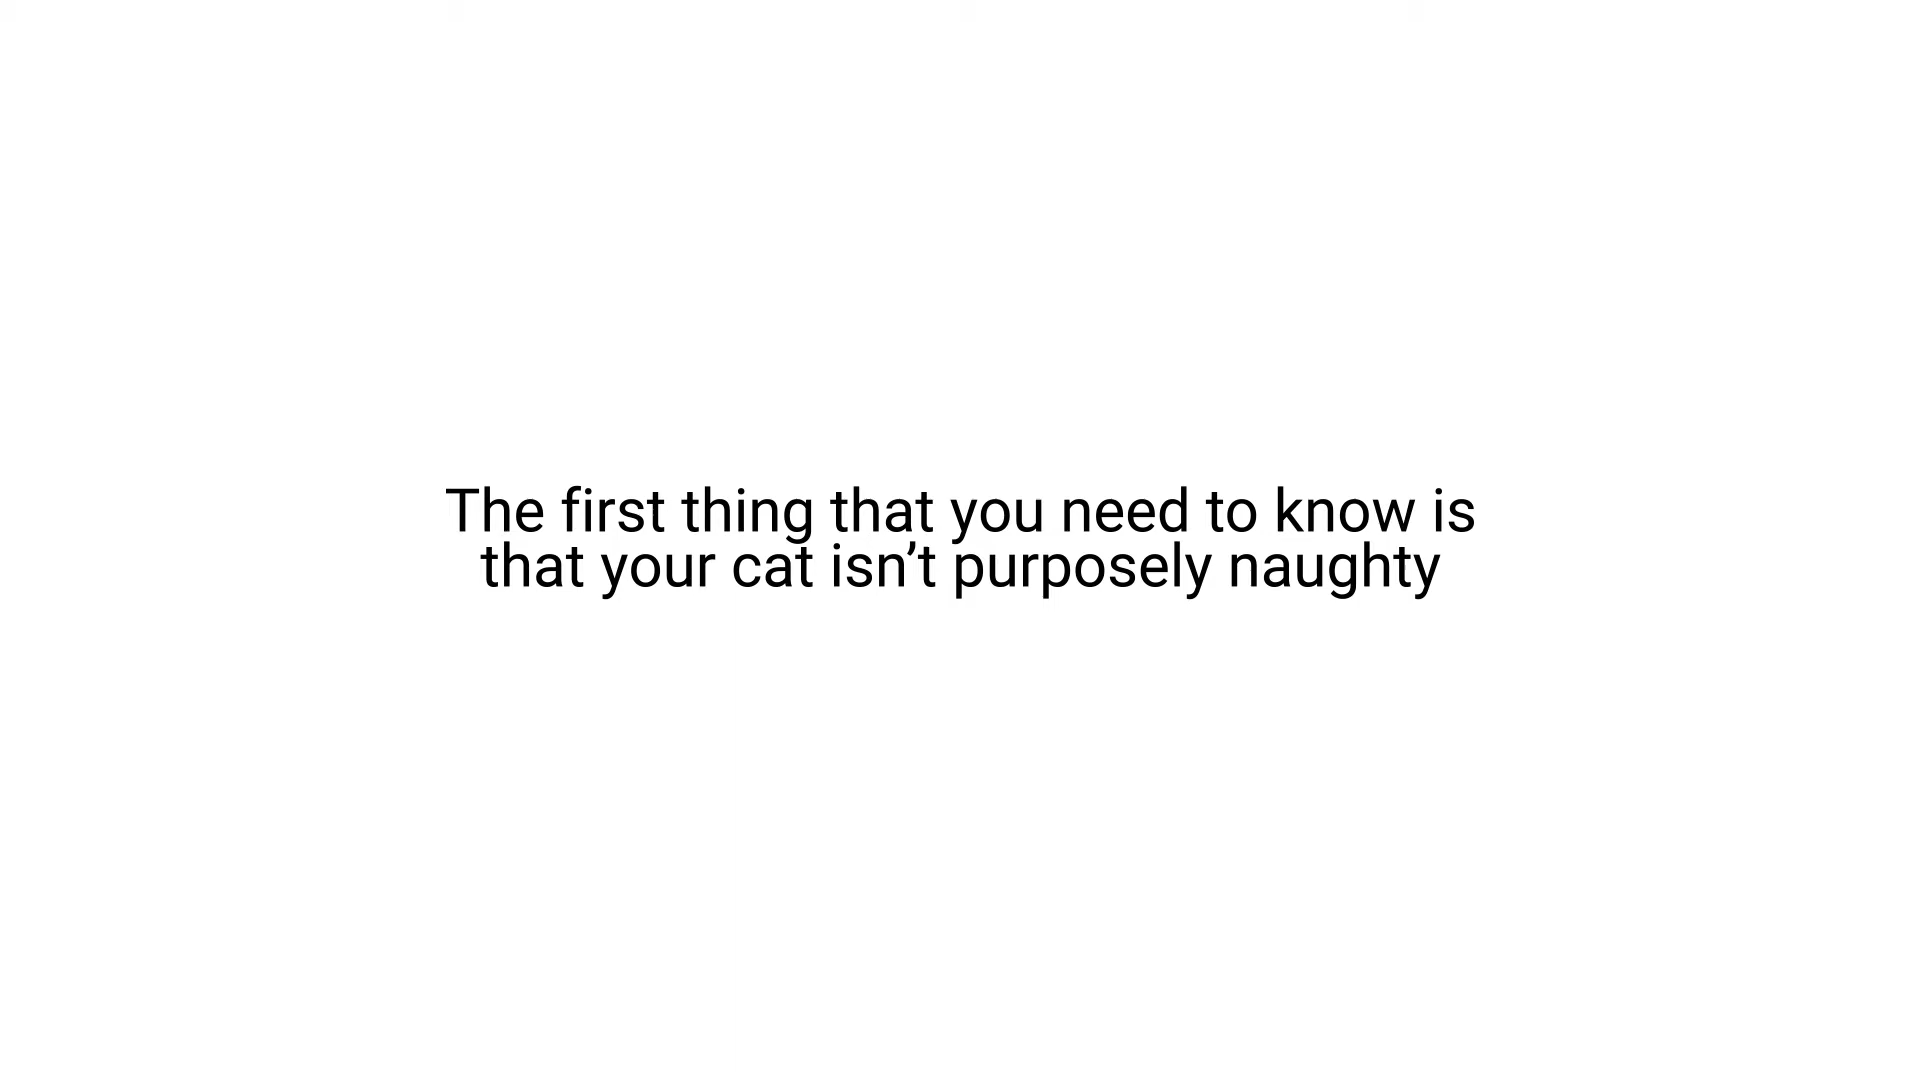 The first thing that you need to know is
that your cat isn’t purposely naughty